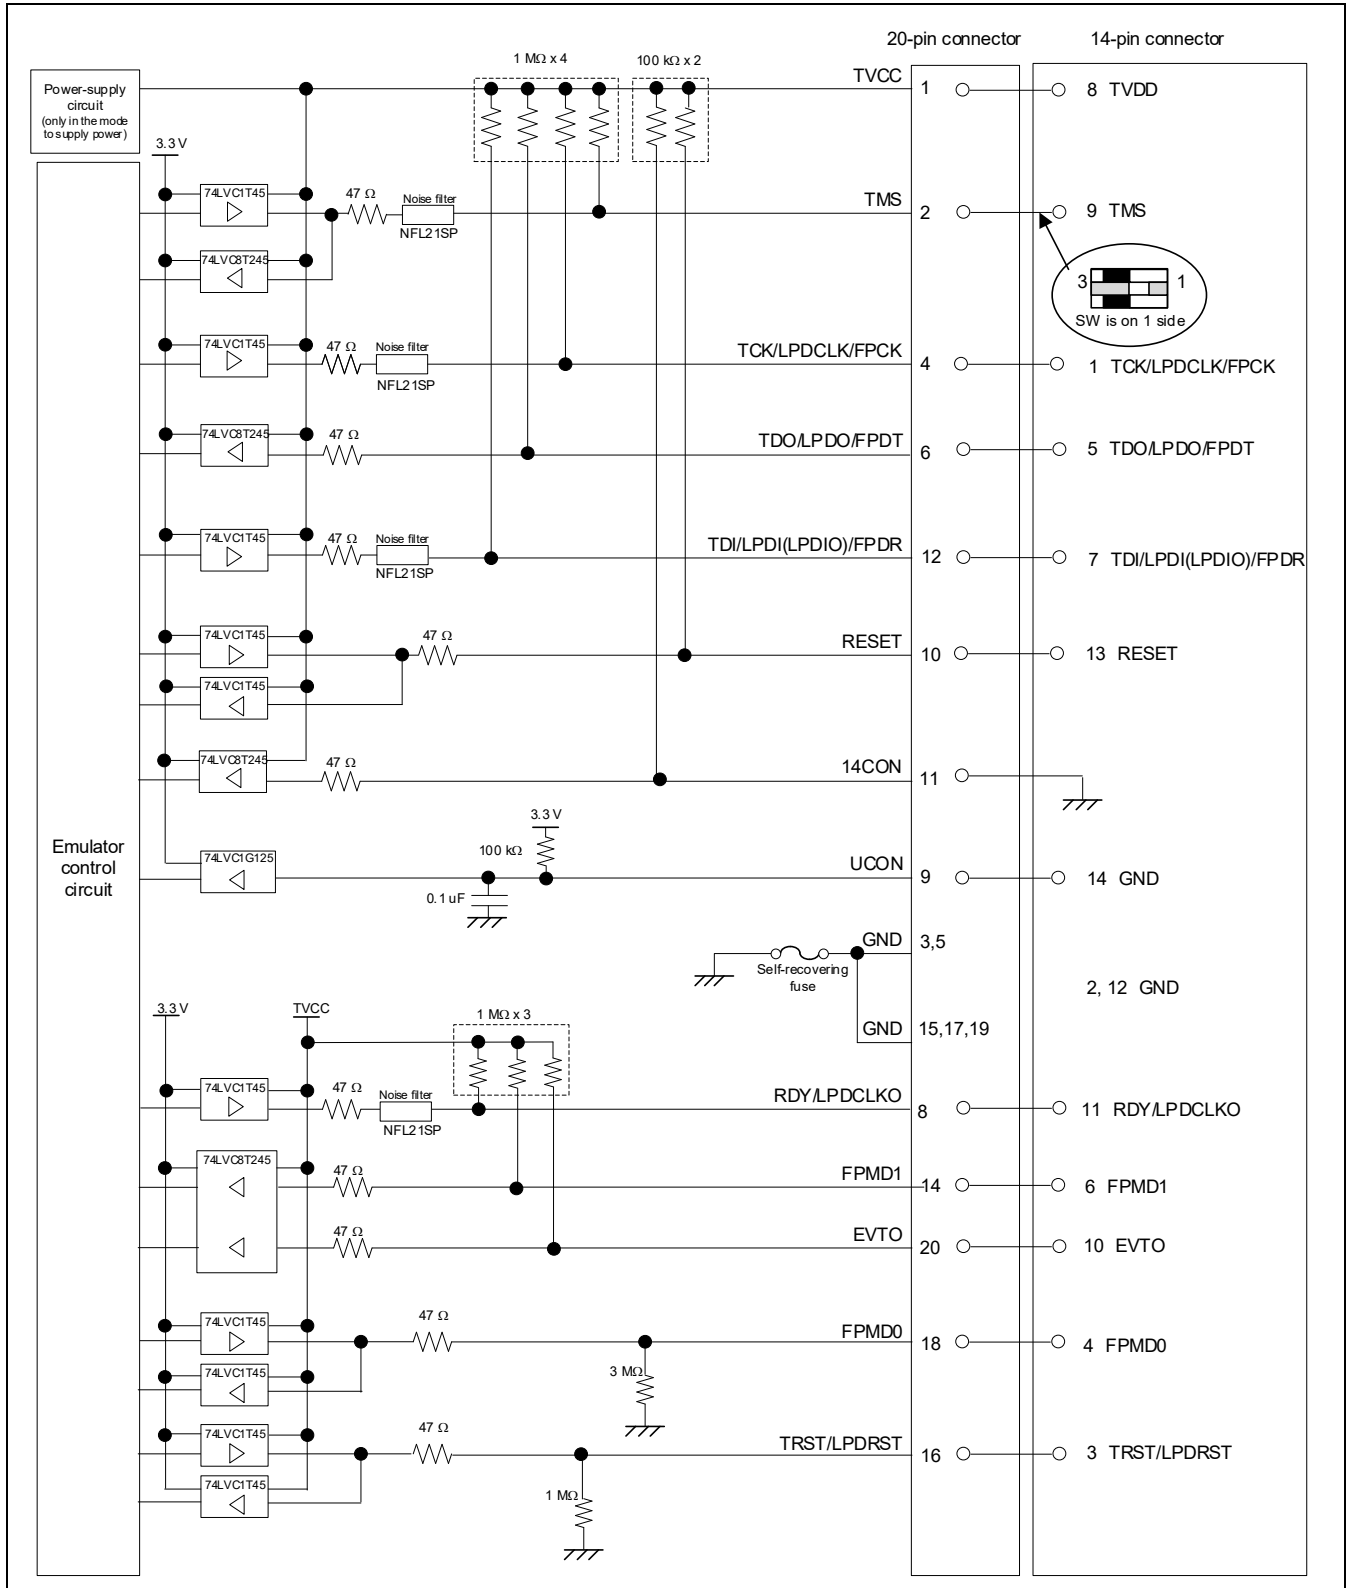 20-pin connector 14-pin connector
1 MΩ x 4 100 kΩ x 2
TVCC 1 8 TVDD
Power-supply
circuit
(only in the mode
to supply power)
3.3 V
74LVC1T45 47 Ω Noise filter NFL21SP TMS 2 9 TMS
74LVC8T245
3 1
SW is on 1 side
74LVC1T45 47 Ω Noise filter NFL21SP TCK/LPDCLK/FPCK 4 1 TCK/LPDCLK/FPCK
74LVC8T245 47 Ω TDO/LPDO/FPDT 6 5 TDO/LPDO/FPDT
74LVC1T45 47 Ω Noise filter NFL21SP TDI/LPDI(LPDIO)/FPDR 12 7 TDI/LPDI(LPDIO)/FPDR
74LVC1T45 47 Ω RESET 10 13 RESET
74LVC1T45
74LVC8T245 47 Ω 14CON 11
3.3 V
100 kΩ
Emulator
control
circuit
74LVC1G125 UCON 9 14 GND
0.1 uF
GND 3,5
Self-recovering
fuse
2, 12 GND
GND 15,17,19
3.3 V TVCC 1 MΩ x 3
74LVC1T45 47 Ω Noise filter NFL21SP RDY/LPDCLKO 8 11 RDY/LPDCLKO
74LVC8T245 47 Ω FPMD1 14 6 FPMD1
47 Ω EVTO 20 10 EVTO
74LVC1T45 47 Ω FPMD0 18 4 FPMD0
74LVC1T45 3 MΩ
74LVC1T45 47 Ω TRST/LPDRST 16 3 TRST/LPDRST
74LVC1T45 1 MΩ